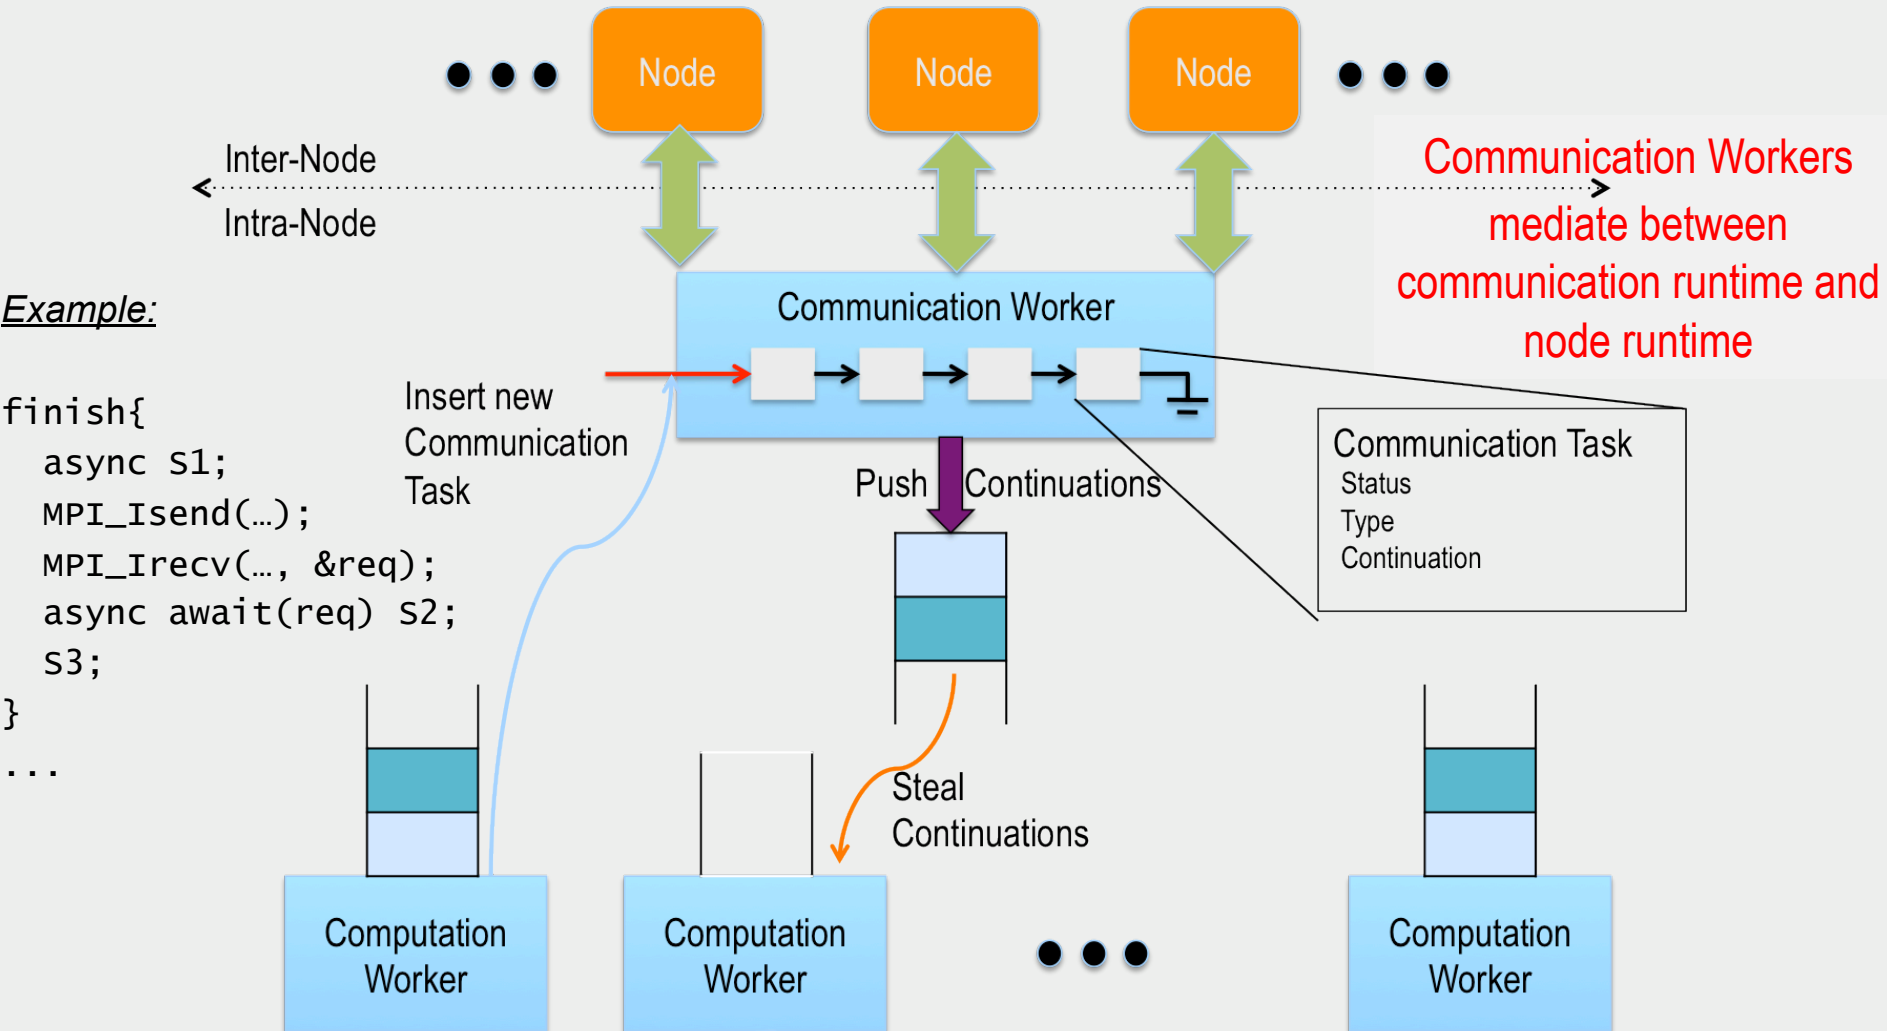 Node
Node
Node
Inter-Node
Intra-Node
Communication Workers
mediate between
communication runtime and
node runtime
Example:
finish{
async S1;
MPI_Isend(…);
MPI_Irecv(…, &req);
async await(req) S2;
S3;
}
...
Communication Worker
Insert new
Communication
Task
Push Continuations
Communication Task
Status
Type
Continuation
Steal
Continuations
Computation
Worker
Computation
Worker
Computation
Worker